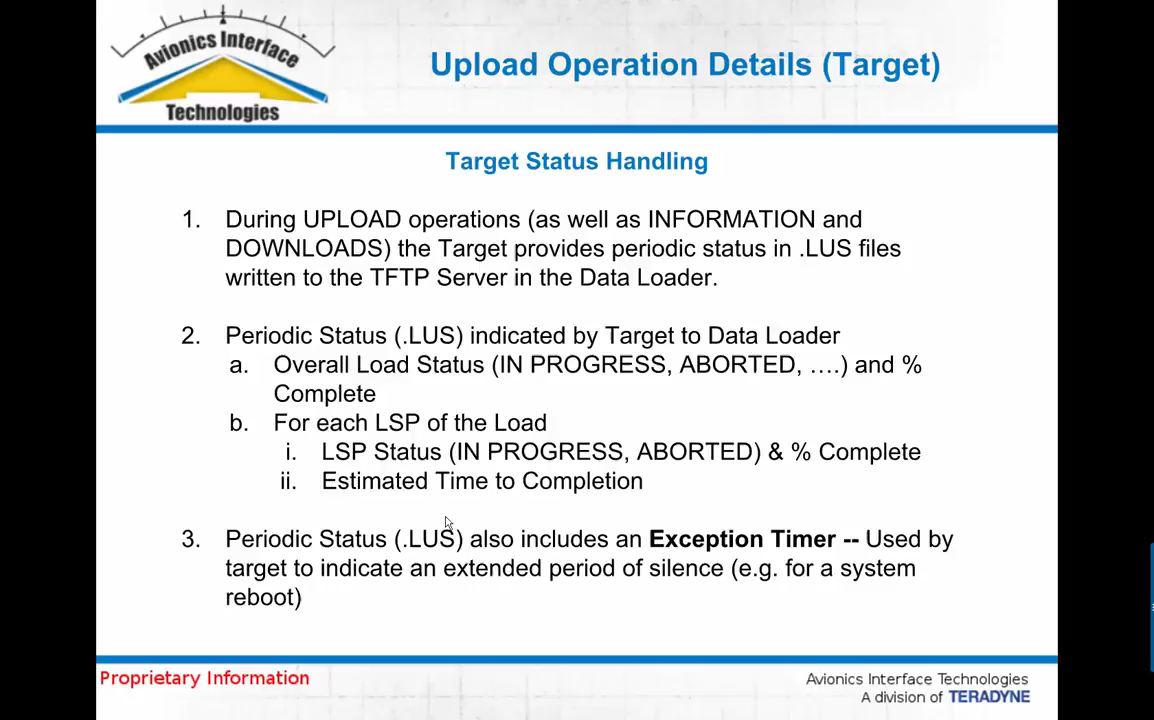 Avionics Interface
Technologies
Upload Operation Details (Target)
Target Status Handling
1. During UPLOAD operations (as well as INFORMATION and
DOWNLOADS) the Target provides periodic status in .LUS files
written to the TFTP Server in the Data Loader.
2. Periodic Status (.LUS) indicated by Target to Data Loader
a. Overall Load Status (IN PROGRESS, ABORTED, ....) and %
Complete
b. For each LSP of the Load
i. LSP Status (IN PROGRESS, ABORTED) & % Complete
ii. Estimated Time to Completion
3. Periodic Status (.LUS) also includes an Exception Timer -- Used by
target to indicate an extended period of silence (e.g. for a system
reboot)
Proprietary Information
Avionics Interface Technologies
A division of TERADYNE